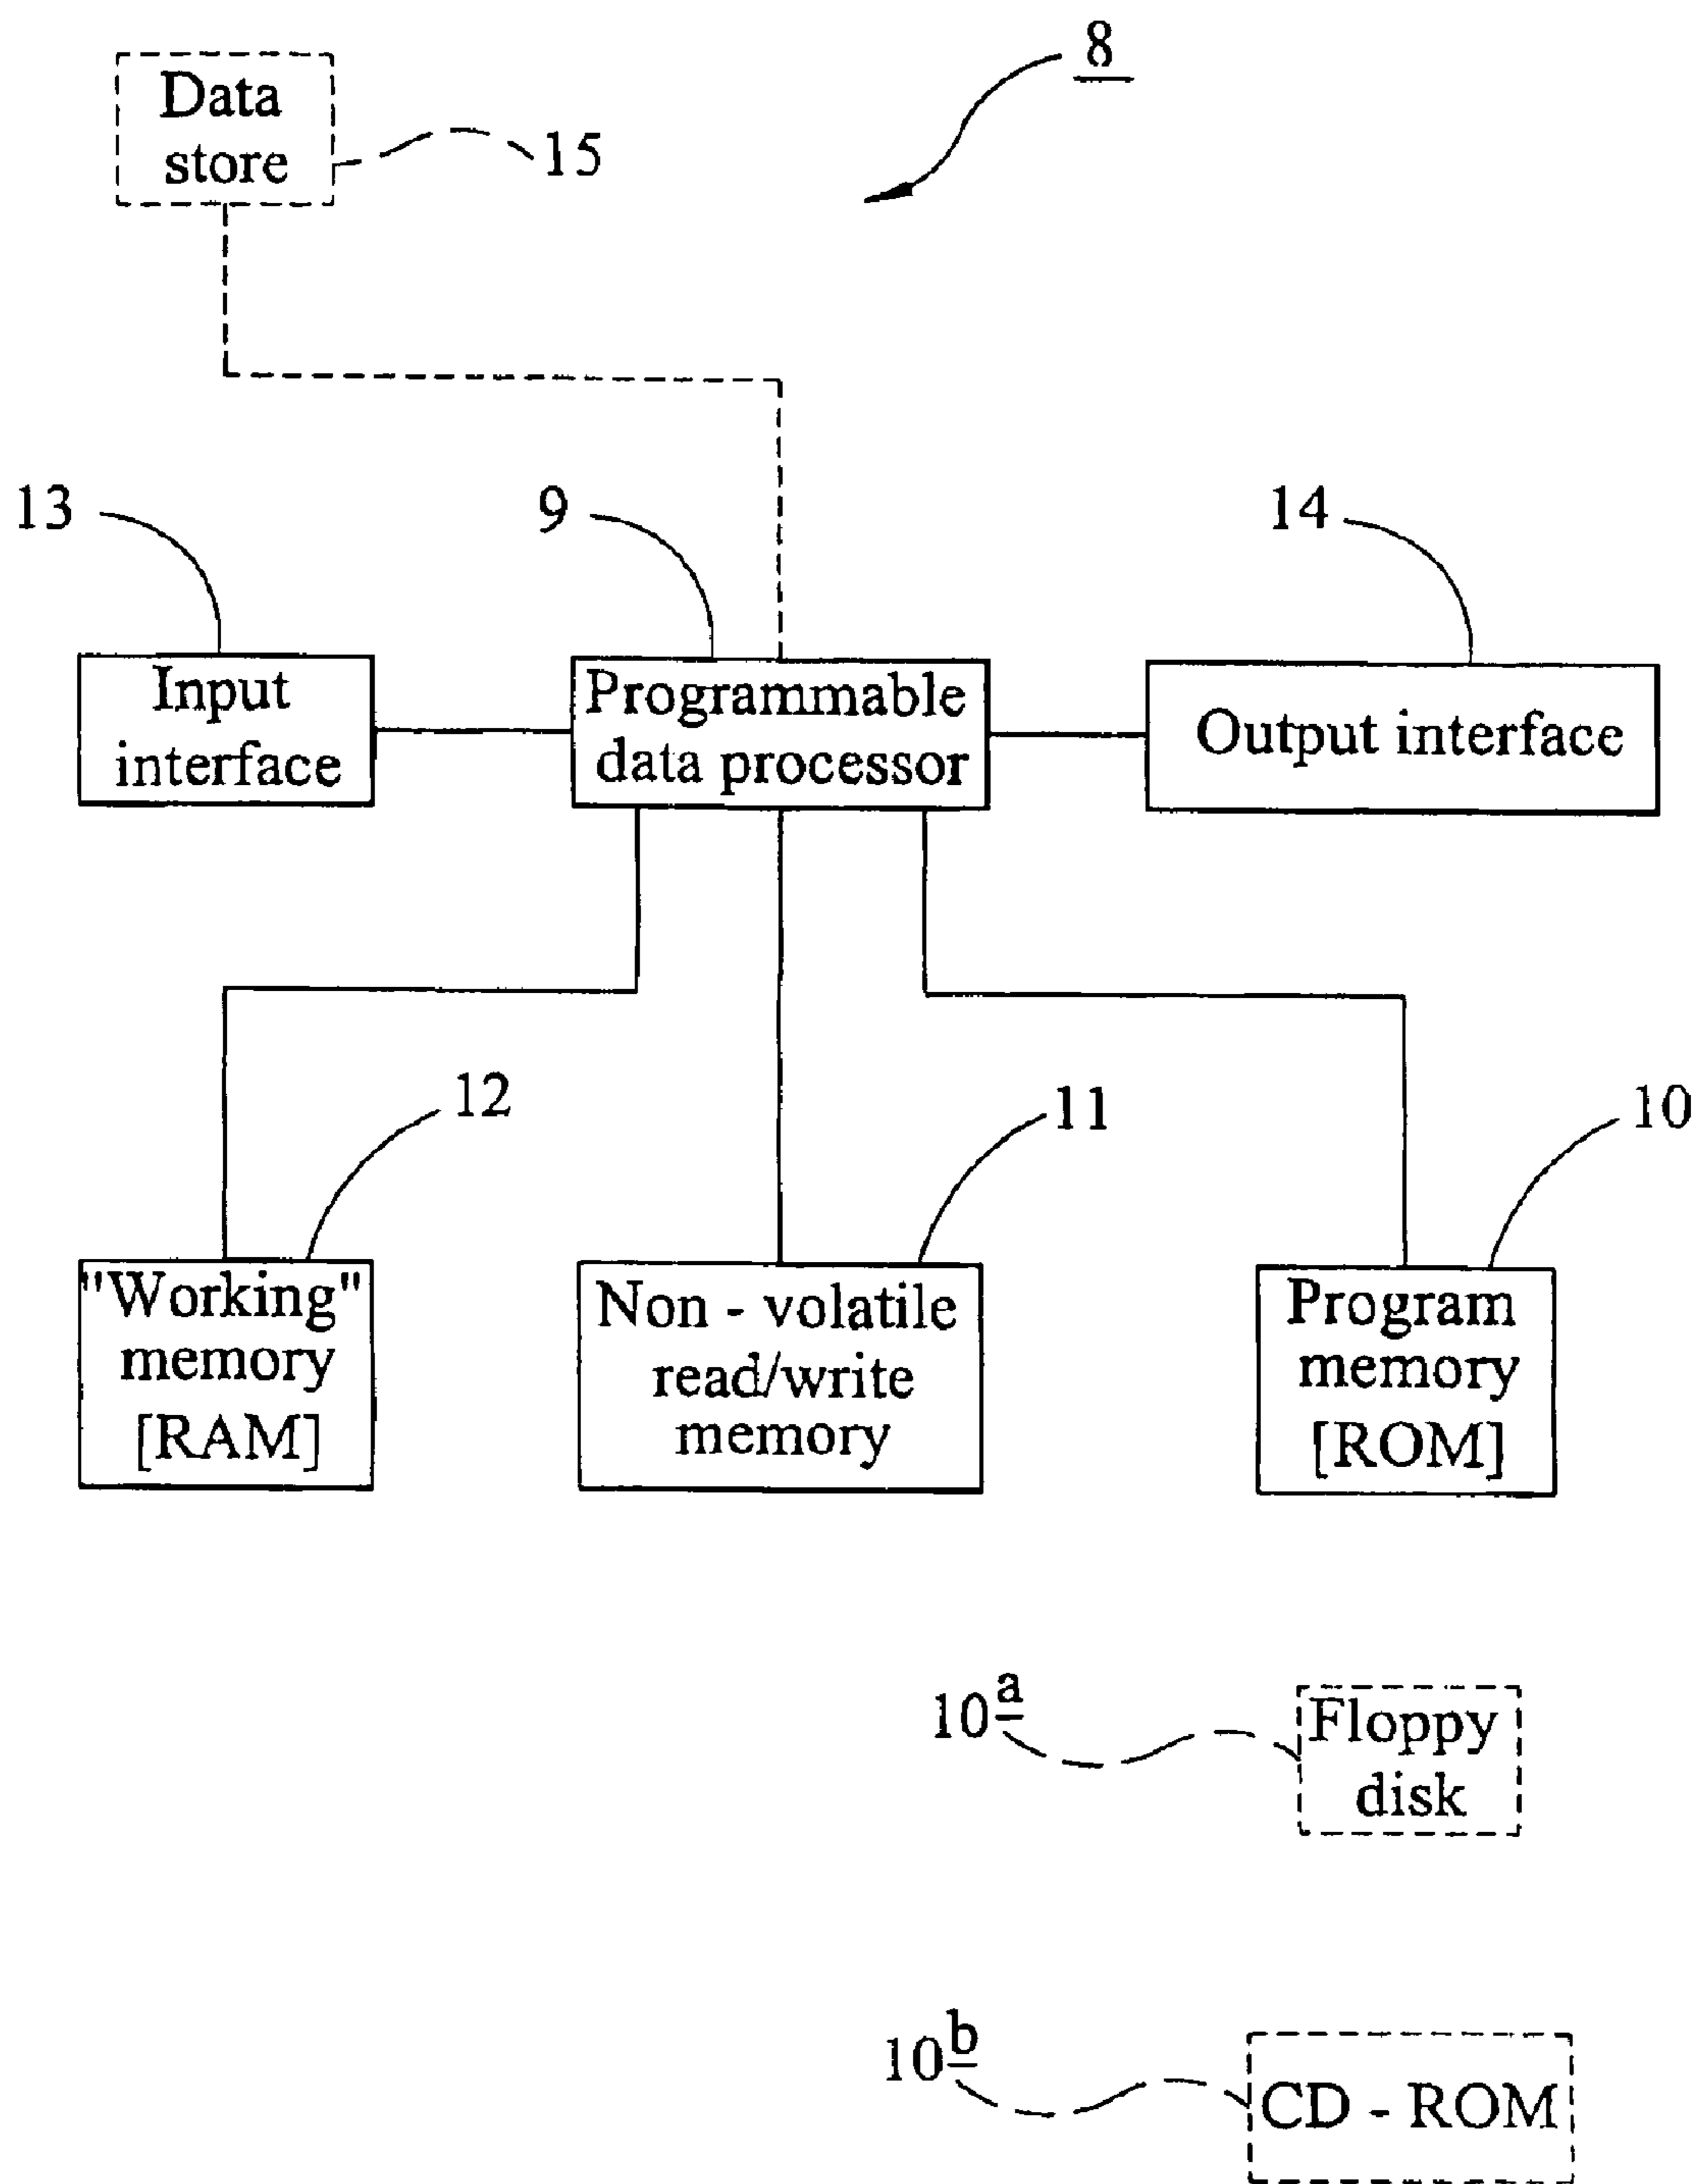 8
Data
store
15
13
9
14
Input
interface
Programmable
data processor
Output interface
12
11
10
"Working"
memory
[RAM]
Non - volatile
read/write
memory
Program
memory
[ROM]
10a
Floppy
disk
10b
CD - ROM